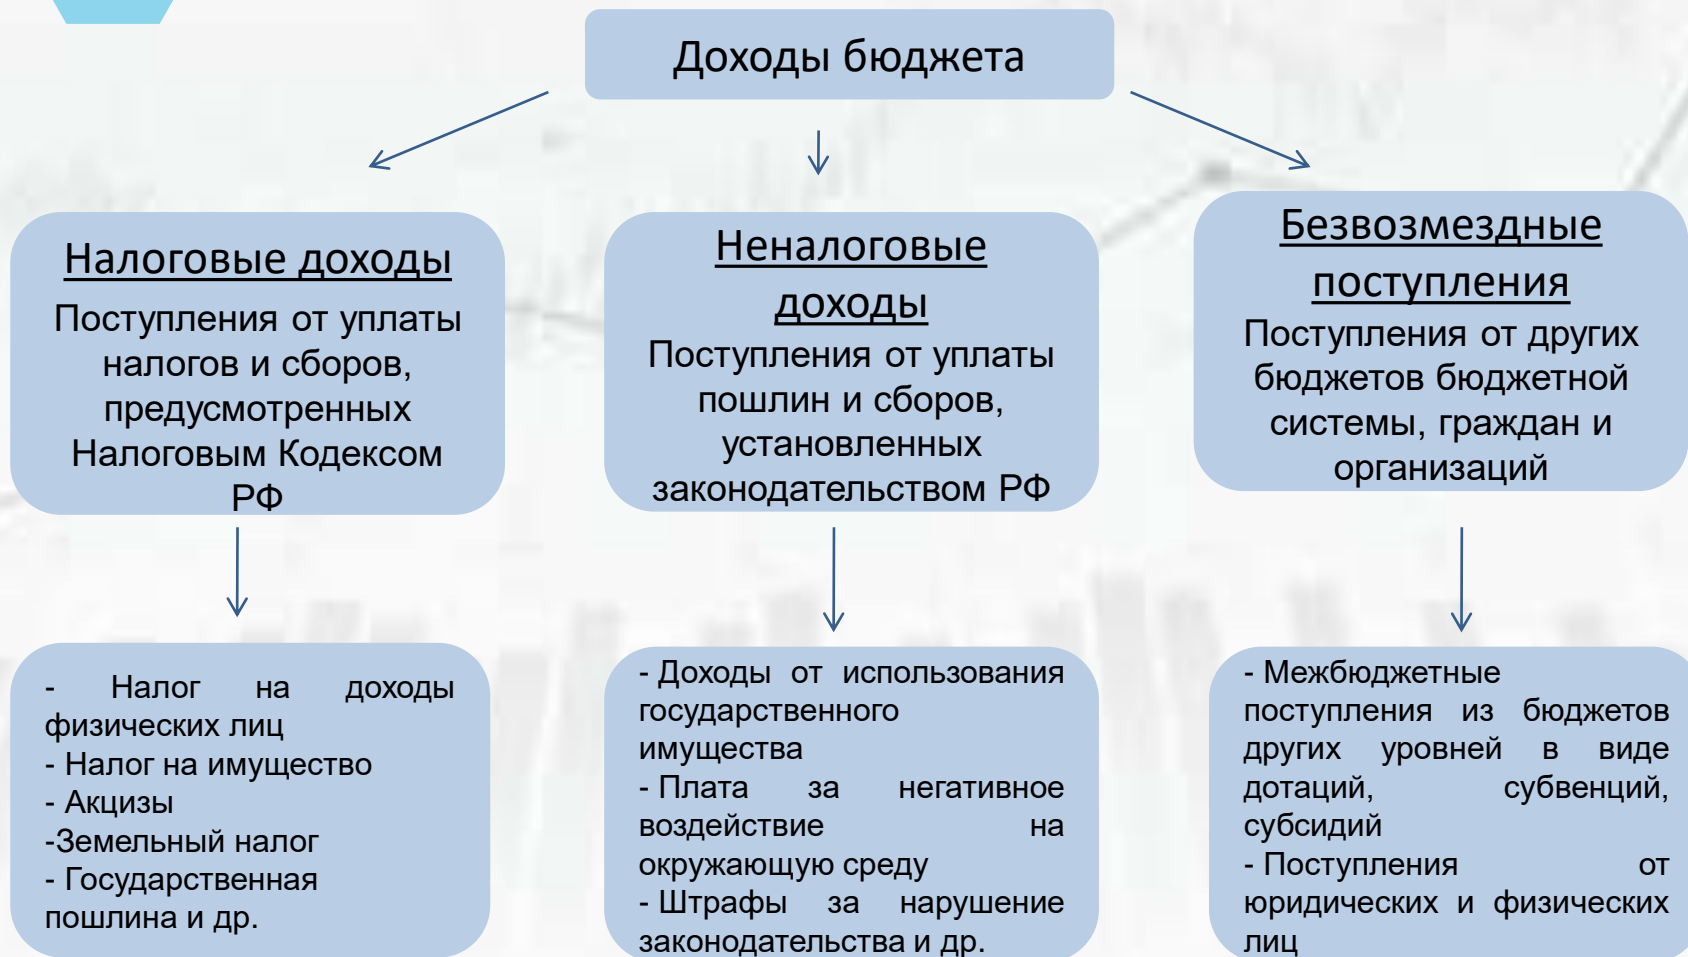 Доходы бюджета
Налоговые доходы
Поступления от уплаты
налогов и сборов,
предусмотренных
Налоговым Кодексом
РФ
Неналоговые
доходы
Поступления от уплаты
пошлин и сборов,
установленных
законодательством РФ
Безвозмездные
поступления
Поступления от других
бюджетов бюджетной
системы, граждан и
организаций
- Налог на доходы
физических лиц
- Налог на имущество
- Акцизы
-Земельный налог
- Государственная
пошлина и др.
- Доходы от использования
государственного
имущества
- Плата за негативное
воздействие на
окружающую среду
- Штрафы за нарушение
законодательства и др.
- Межбюджетные
поступления из бюджетов
других уровней в виде
дотаций, субвенций,
субсидий
- Поступления от
юридических и физических
лиц